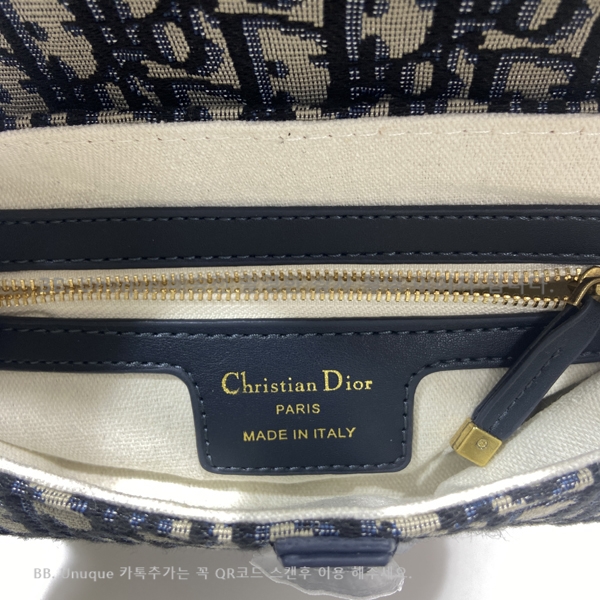 Christian Dior
PARIS
MADE IN ITALY
BB. Unuque 카톡추가는 꼭 QR코드 스캔후 이용 해주세요.